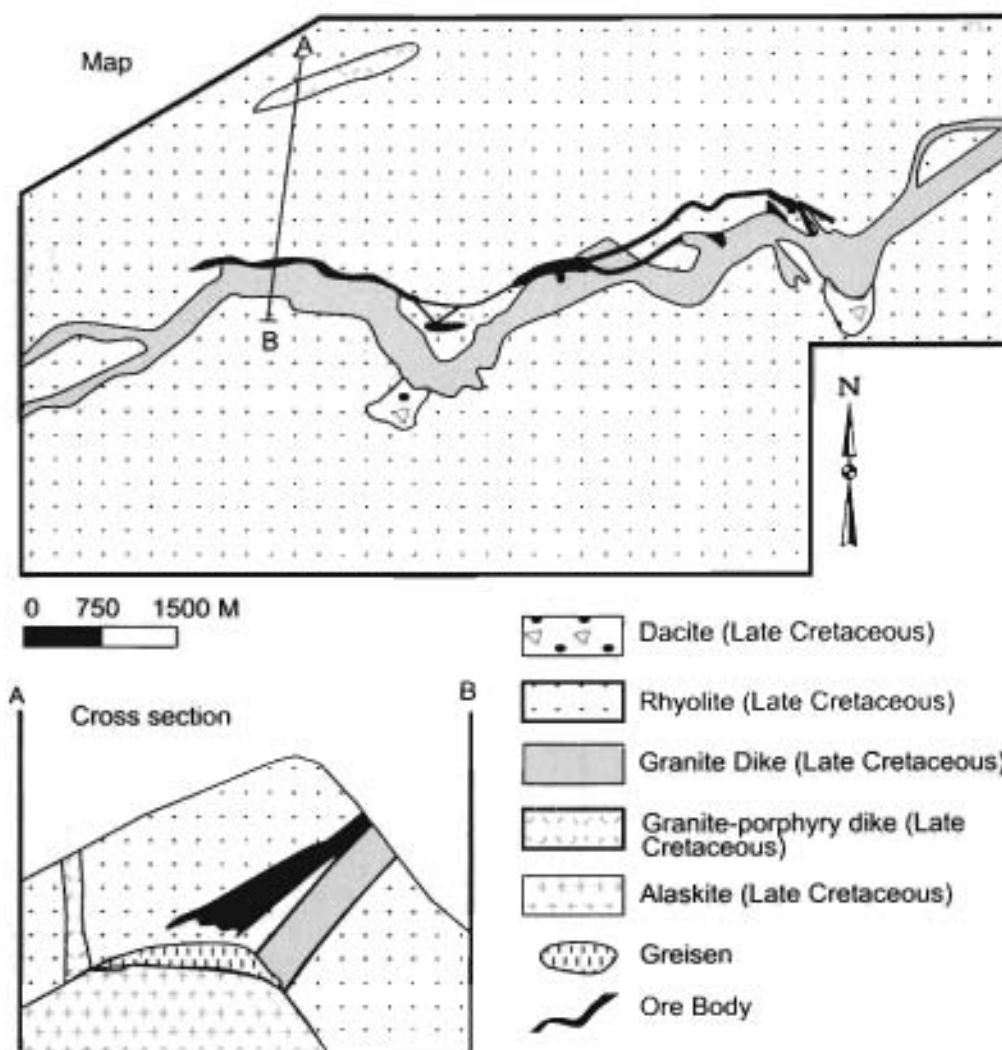 Map
A
B
N
0 750 1500 M
A
B
Cross section
Dacite (Late Cretaceous)
Rhyolite (Late Cretaceous)
Granite Dike (Late Cretaceous)
Granite-porphyry dike (Late
Cretaceous)
Alaskite (Late Cretaceous)
Greisen
Ore Body